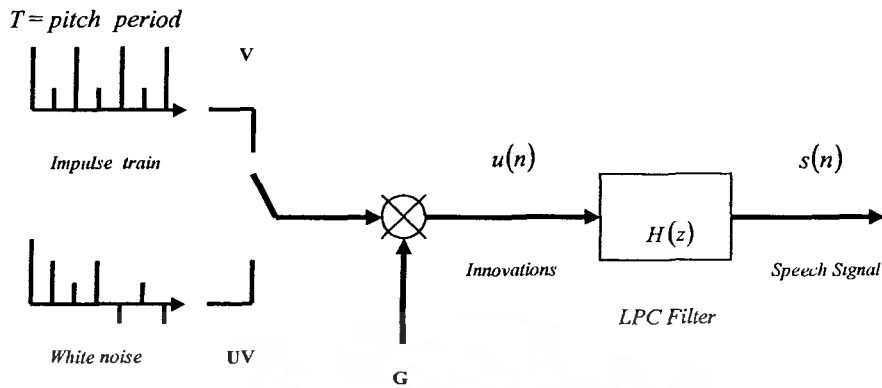 T = pitch period
V
Impulse train
u(n)
s(n)
H(z)
Innovations
Speech Signal
LPC Filter
White noise
UV
G